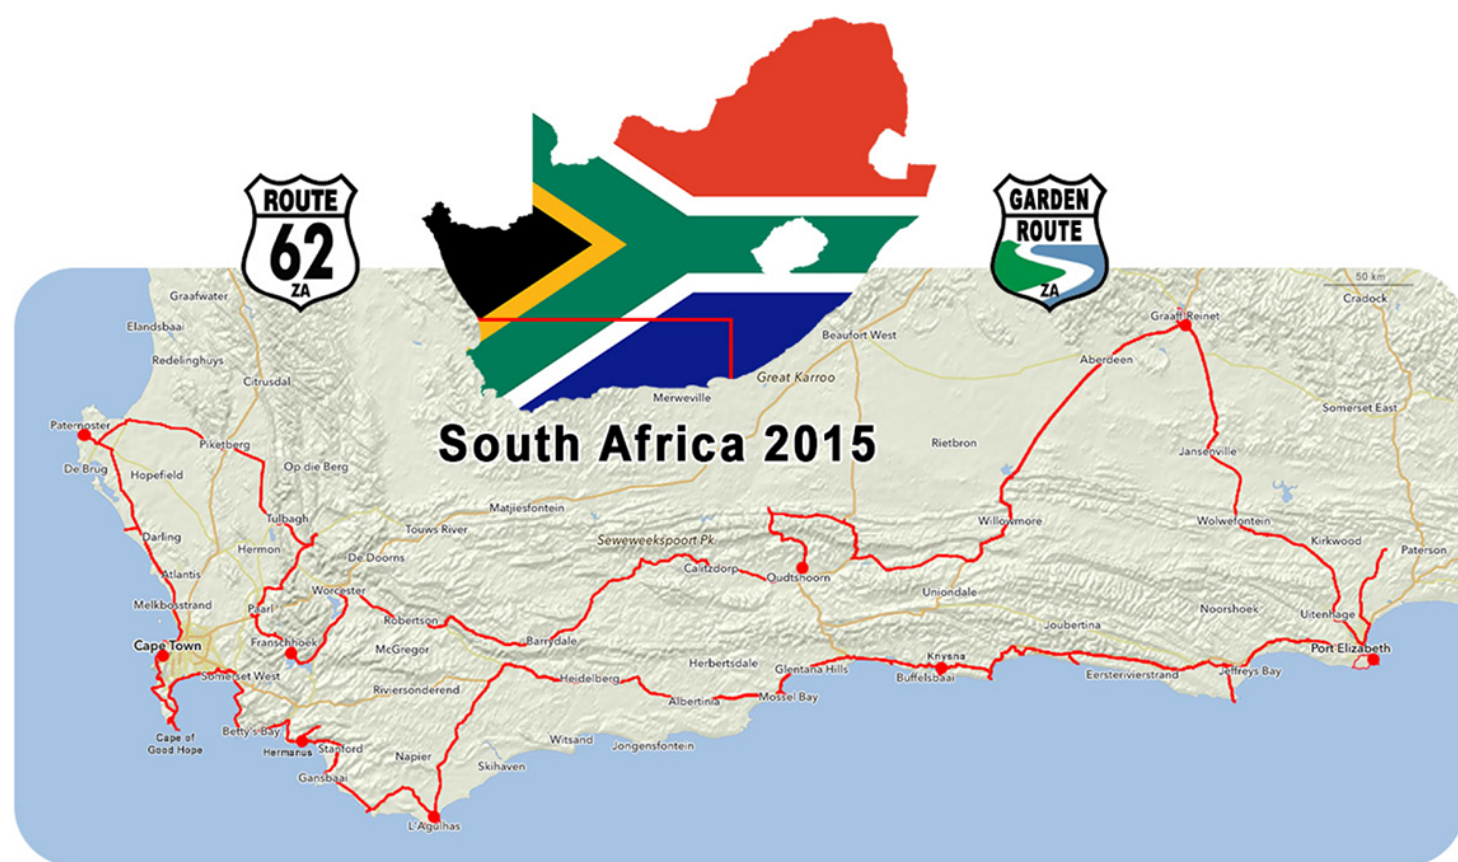 ROUTE
62
ZA
GARDEN
ROUTE
ZA
50 km
Graafwater
Cradock
Graaff Reinet
Elandsbaai
Beaufort West
Redelinghuys
Aberdeen
Citrusdal
Great Karroo
Merweville
Somerset East
Paternoster
South Africa 2015
Piketberg
Rietbron
Jansenville
De Brug
Hopefield
Op die Berg
Matjiesfontein
Tulbagh
Touws River
Willowmore
Wolwefontein
Darling
Seweweekspoort Pk.
Kirkwood
Hermon
De Doorns
Paterson
Atlantis
Calitzdorp
Oudtshoorn
Worcester
Uniondale
Melkbosstrand
Paarl
Robertson
Noorshoek
Uitenhage
Joubertina
Cape Town
Franschhoek
Barrydale
McGregor
Port Elizabeth
Knysna
Herbertsdale
Glentana Hills
Somerset West
Heidelberg
Buffelsbaai
Eersterivierstrand
Jeffreys Bay
Riviersonderend
Albertinia
Mossel Bay
Betty's Bay
Cape of
Good Hope
Hermanus
Stanford
Witsand
Jongensfontein
Napier
Skihaven
Gansbaai
L'Agulhas